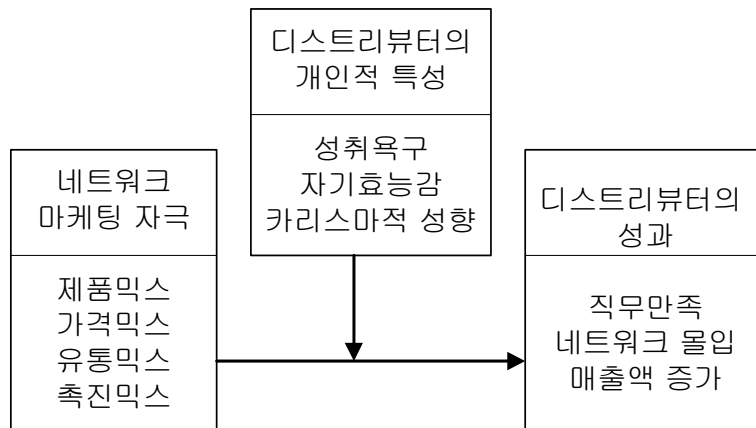 디스트리뷰터의
개인적 특성
성취욕구
자기효능감
카리스마적 성향
네트워크
마케팅 자극
제품믹스
가격믹스
유통믹스
촉진믹스
디스트리뷰터의
성과
직무만족
네트워크 몰입
매출액 증가